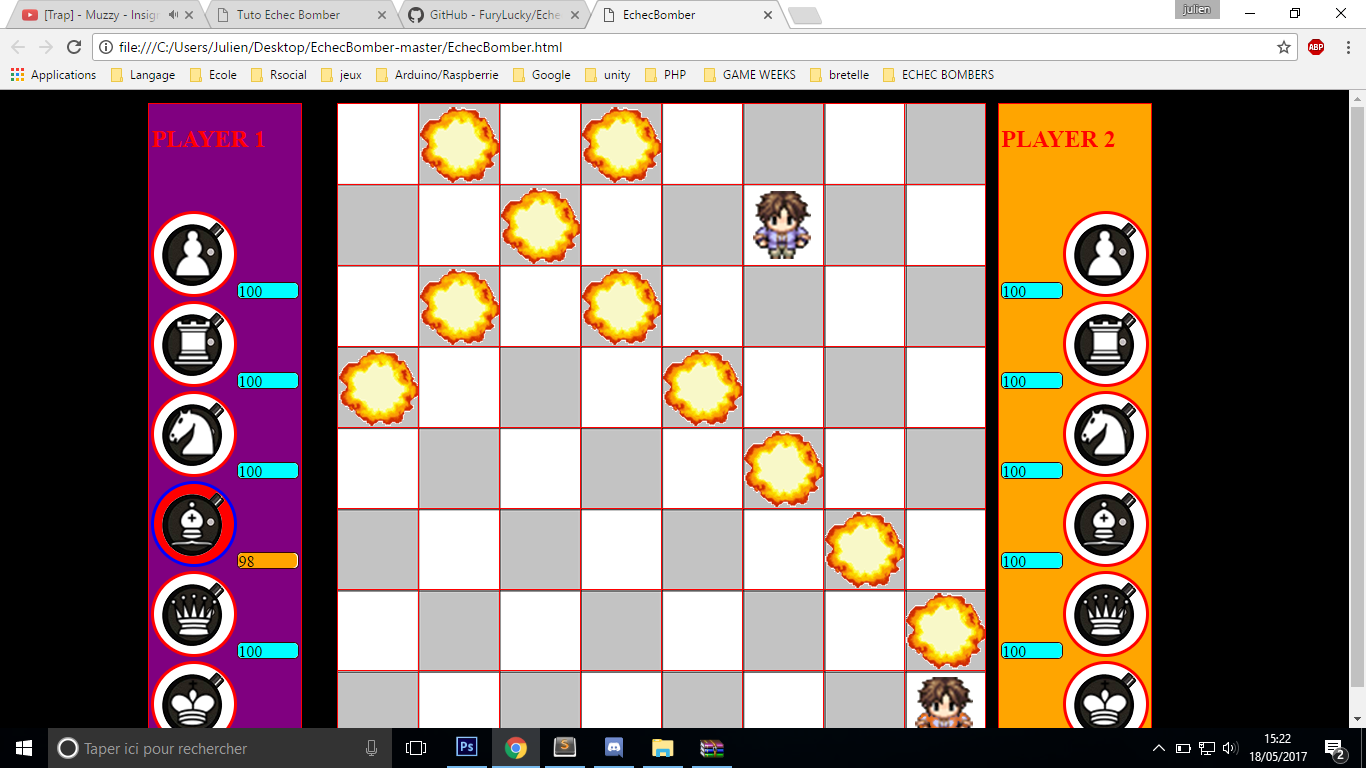 [Trap] - Muzzy - Insig
Tuto Echec Bomber
GitHub - FuryLucky/Eche
EchecBomber
julien
file:///C:/Users/Julien/Desktop/EchecBomber-master/EchecBomber.html
ABP
Applications
Langage
Ecole
Rsocial
jeux
Arduino/Raspberrie
Google
unity
PHP
GAME WEEKS
bretelle
ECHEC BOMBERS
PLAYER 1
100
100
100
98
100
PLAYER 2
100
100
100
100
100
Taper ici pour rechercher
Ps
S
15:22
18/05/2017
2